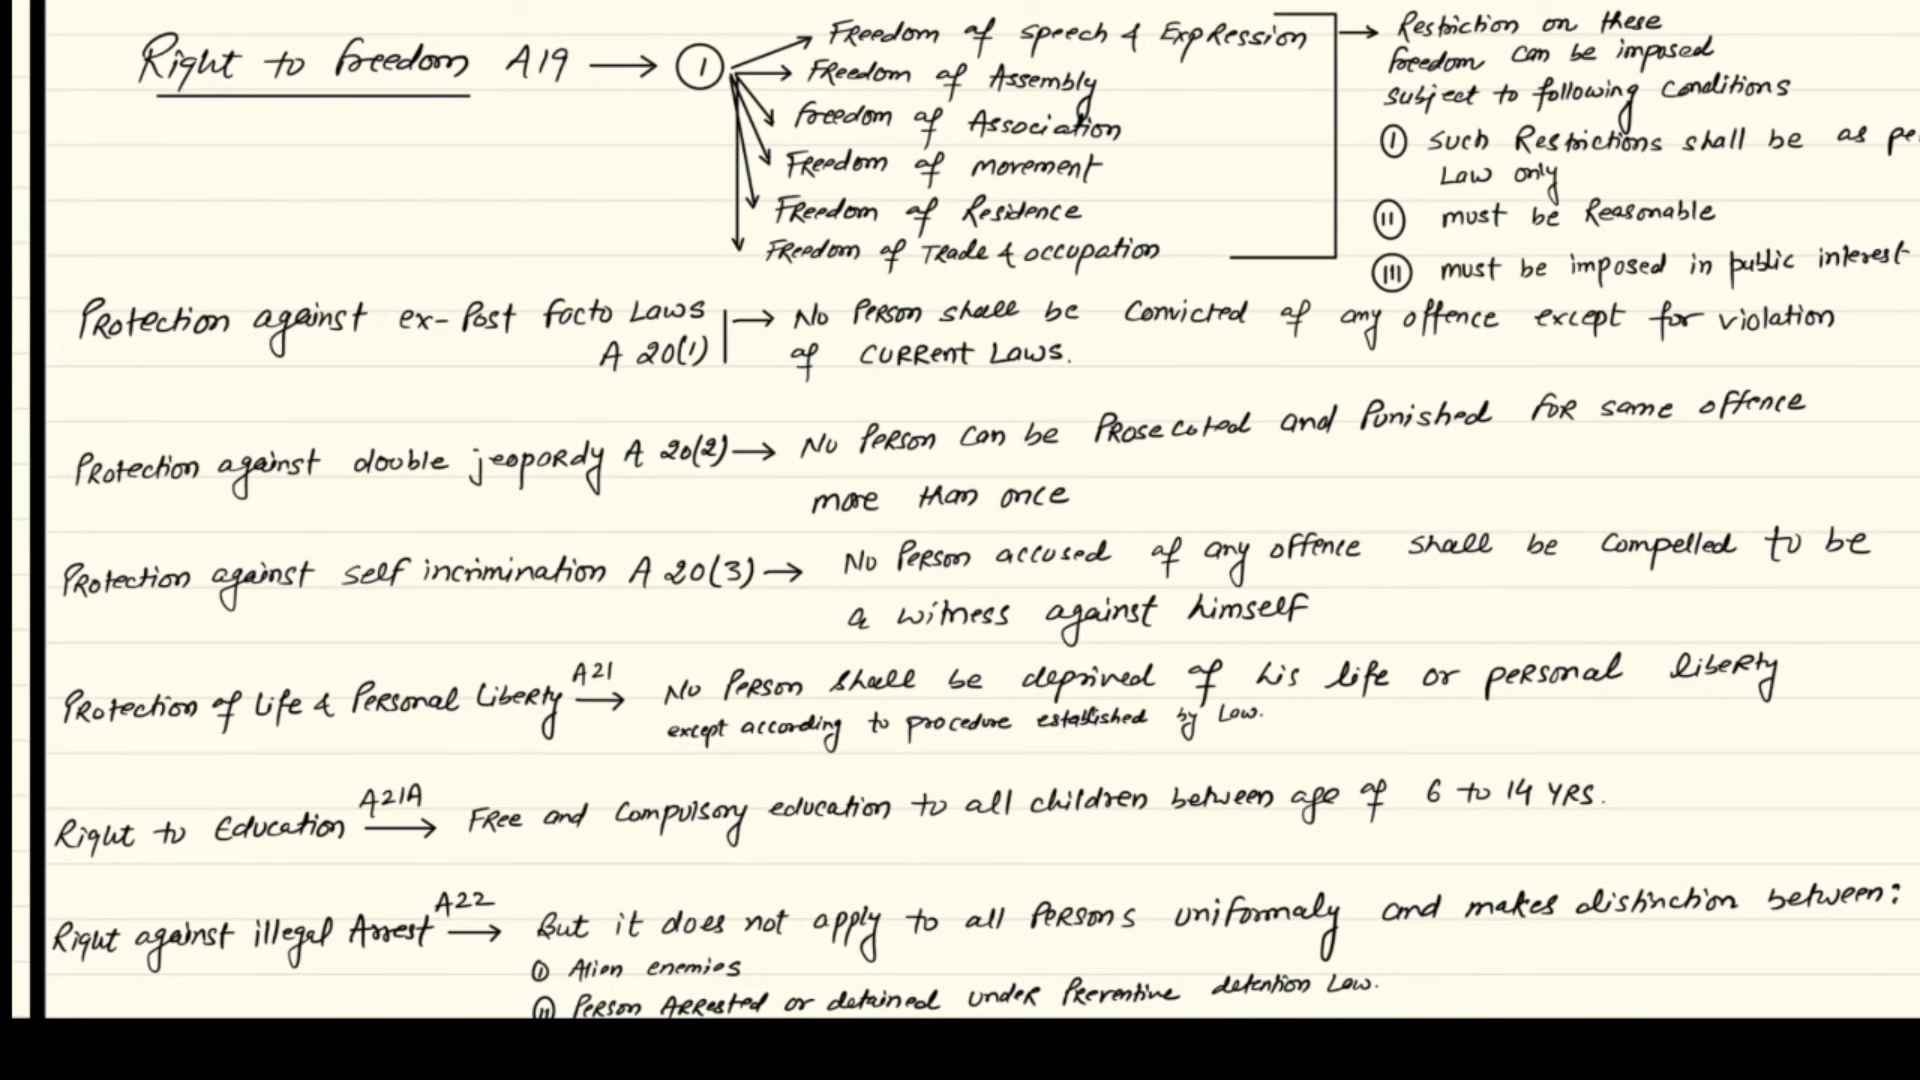 Right to freedom A19 → ① Freedom of speech & Expression
Freedom of Assembly
freedom of Association
Freedom of movement
Freedom of Residence
Freedom of Trade & occupation
Restriction on these
freedom can be imposed
subject to following conditions
Ⓘ such Restrictions shall be as pe
Law only
ⓘⓘ must be Reasonable
ⓘⓘⓘ must be imposed in public interest
Protection against ex-Post facto Laws
A 20(1)
→ No Person shall be convicted of any offence except for violation
of current Laws.
Protection against double jeopardy A 20(2) → No Person can be Prosecuted and Punished for same offence
more than once
Protection against self incrimination A 20(3) → No Person accused of any offence shall be compelled to be
a witness against himself
Protection of Life & Personal Liberty A21 → No Person shall be deprived of his life or personal liberty
except according to procedure established by Law.
Right to Education A21A → Free and compulsory education to all children between age of 6 to 14 YRS.
Right against illegal Arrest A22 → But it does not apply to all Persons uniformaly and makes distinction between:
① Alien enemies
ⓘⓘ Person Arrested or detained under Preventive detention Law.